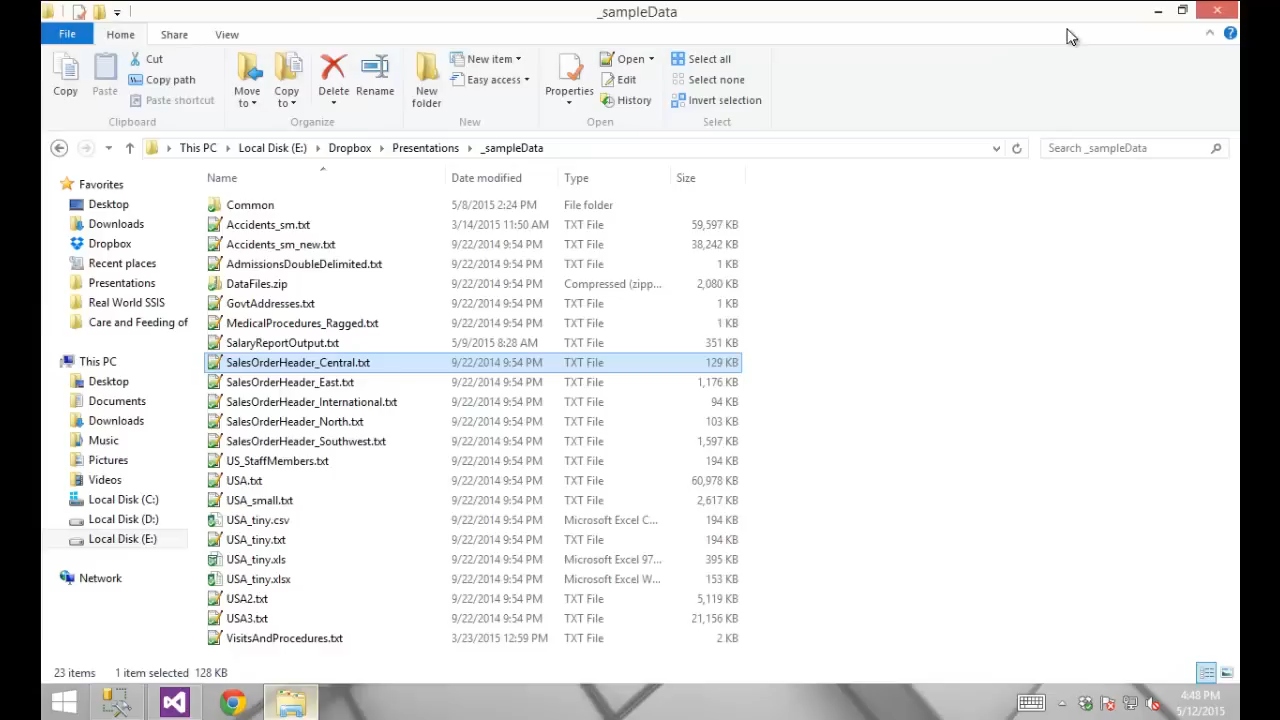 _sampleData
File Home Share View
Copy Paste Cut Copy path Paste shortcut
Move to Copy to Delete Rename
New folder New item Easy access
Properties Open Edit History
Select all Select none Invert selection
Clipboard Organize New Open Select
This PC Local Disk (E:) Dropbox Presentations _sampleData Search _sampleData
Name Date modified Type Size
Favorites
Desktop
Downloads
Dropbox
Recent places
Presentations
Real World SSIS
Care and Feeding of
This PC
Desktop
Documents
Downloads
Music
Pictures
Videos
Local Disk (C:)
Local Disk (D:)
Local Disk (E:)
Network
Common 5/8/2015 2:24 PM File folder
Accidents_sm.txt 3/14/2015 11:50 AM TXT File 59,597 KB
Accidents_sm_new.txt 9/22/2014 9:54 PM TXT File 38,242 KB
AdmissionsDoubleDelimited.txt 9/22/2014 9:54 PM TXT File 1 KB
DataFiles.zip 9/22/2014 9:54 PM Compressed (zipp... 2,080 KB
GovtAddresses.txt 9/22/2014 9:54 PM TXT File 1 KB
MedicalProcedures_Ragged.txt 9/22/2014 9:54 PM TXT File 1 KB
SalaryReportOutput.txt 5/9/2015 8:28 AM TXT File 351 KB
SalesOrderHeader_Central.txt 9/22/2014 9:54 PM TXT File 129 KB
SalesOrderHeader_East.txt 9/22/2014 9:54 PM TXT File 1,176 KB
SalesOrderHeader_International.txt 9/22/2014 9:54 PM TXT File 94 KB
SalesOrderHeader_North.txt 9/22/2014 9:54 PM TXT File 103 KB
SalesOrderHeader_Southwest.txt 9/22/2014 9:54 PM TXT File 1,597 KB
US_StaffMembers.txt 9/22/2014 9:54 PM TXT File 194 KB
USA.txt 9/22/2014 9:54 PM TXT File 60,978 KB
USA_small.txt 9/22/2014 9:54 PM TXT File 2,617 KB
USA_tiny.csv 9/22/2014 9:54 PM Microsoft Excel C... 194 KB
USA_tiny.txt 9/22/2014 9:54 PM TXT File 194 KB
USA_tiny.xls 9/22/2014 9:54 PM Microsoft Excel 97... 395 KB
USA_tiny.xlsx 9/22/2014 9:54 PM Microsoft Excel W... 153 KB
USA2.txt 9/22/2014 9:54 PM TXT File 5,119 KB
USA3.txt 9/22/2014 9:54 PM TXT File 21,156 KB
VisitsAndProcedures.txt 3/23/2015 12:59 PM TXT File 2 KB
23 items 1 item selected 128 KB
4:48 PM
5/12/2015